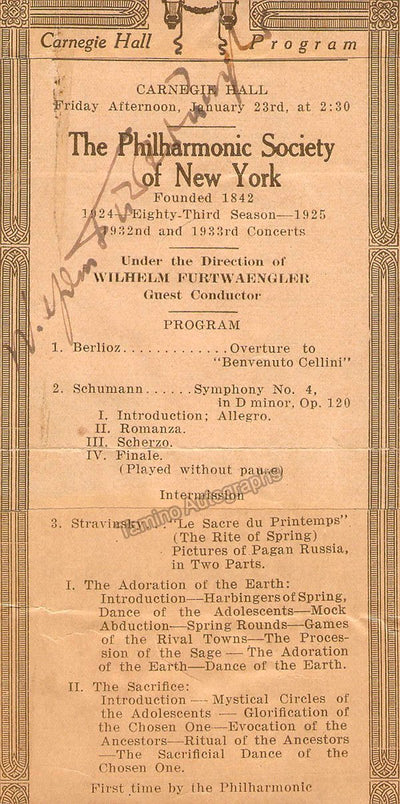 Carnegie Hall Program
CARNEGIE HALL
Friday Afternoon, January 23rd, at 2:30
The Philharmonic Society
of New York
Founded 1842
1924—Eighty-Third Season—1925
1932nd and 1933rd Concerts
Under the Direction of
WILHELM FURTWAENGLER
Guest Conductor
PROGRAM
1. Berlioz.............Overture to
"Benvenuto Cellini"
2. Schumann......Symphony No. 4,
in D minor, Op. 120
I. Introduction; Allegro.
II. Romanza.
III. Scherzo.
IV. Finale.
(Played without pause)
Intermission
Tamino Autographs
3. Stravinsky...."Le Sacre du Printemps"
(The Rite of Spring)
Pictures of Pagan Russia,
in Two Parts.
I. The Adoration of the Earth:
Introduction—Harbingers of Spring,
Dance of the Adolescents—Mock
Abduction—Spring Rounds—Games
of the Rival Towns—The Proces-
sion of the Sage—The Adoration
of the Earth—Dance of the Earth.
II. The Sacrifice:
Introduction—Mystical Circles of
the Adolescents—Glorification of
the Chosen One—Evocation of the
Ancestors—Ritual of the Ancestors
—The Sacrificial Dance of the
Chosen One.
First time by the Philharmonic